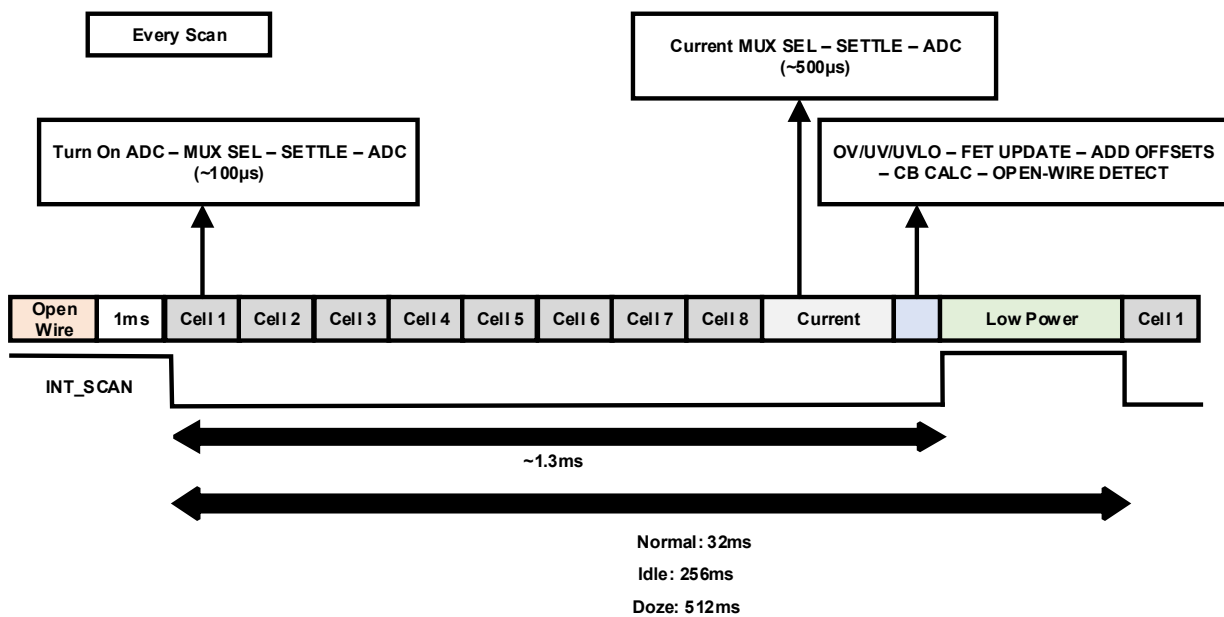 Every Scan
Current MUX SEL – SETTLE – ADC
(~500µs)
Turn On ADC – MUX SEL – SETTLE – ADC
(~100µs)
OV/UV/UVLO – FET UPDATE – ADD OFFSETS
– CB CALC – OPEN-WIRE DETECT
Open
Wire
1ms
Cell 1
Cell 2
Cell 3
Cell 4
Cell 5
Cell 6
Cell 7
Cell 8
Current
Low Power
Cell 1
INT_SCAN
~1.3ms
Normal: 32ms
Idle: 256ms
Doze: 512ms